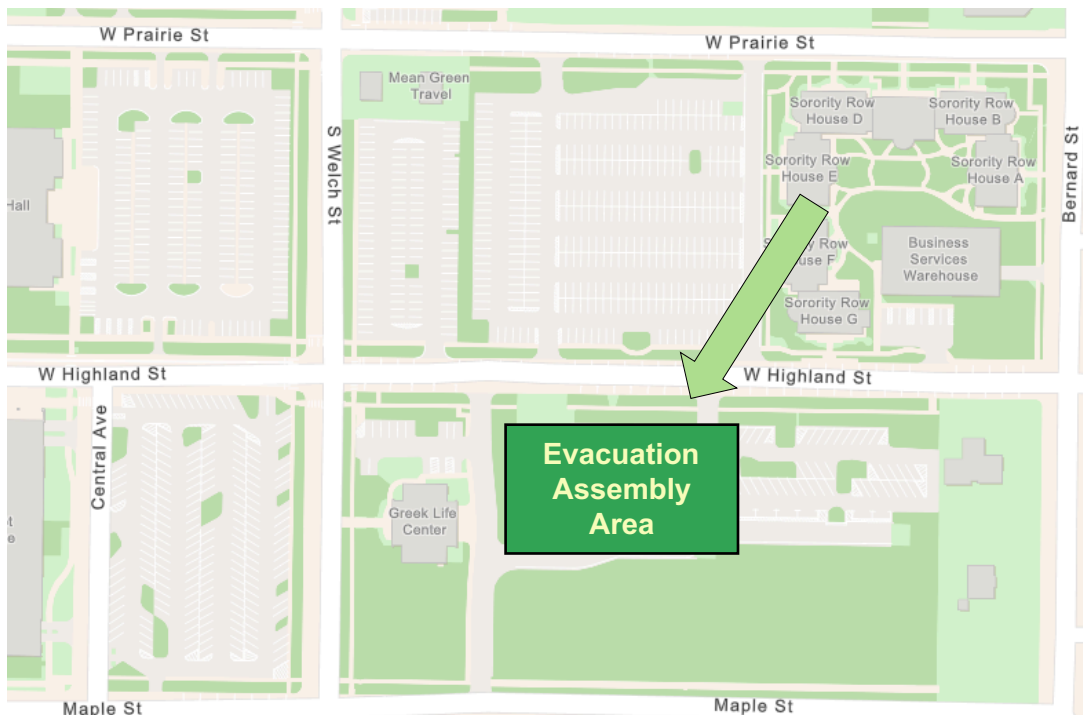 W Prairie St
W Prairie St
Mean Green
Travel
Sorority Row
House D
Sorority Row
House B
S Welch St
Bernard St
Sorority Row
House E
Sorority Row
House A
Hall
Row
House F
Business
Services
Warehouse
Sorority Row
House G
W Highland St
W Highland St
Central Ave
Evacuation
Assembly
Area
Greek Life
Center
Maple St
Maple St